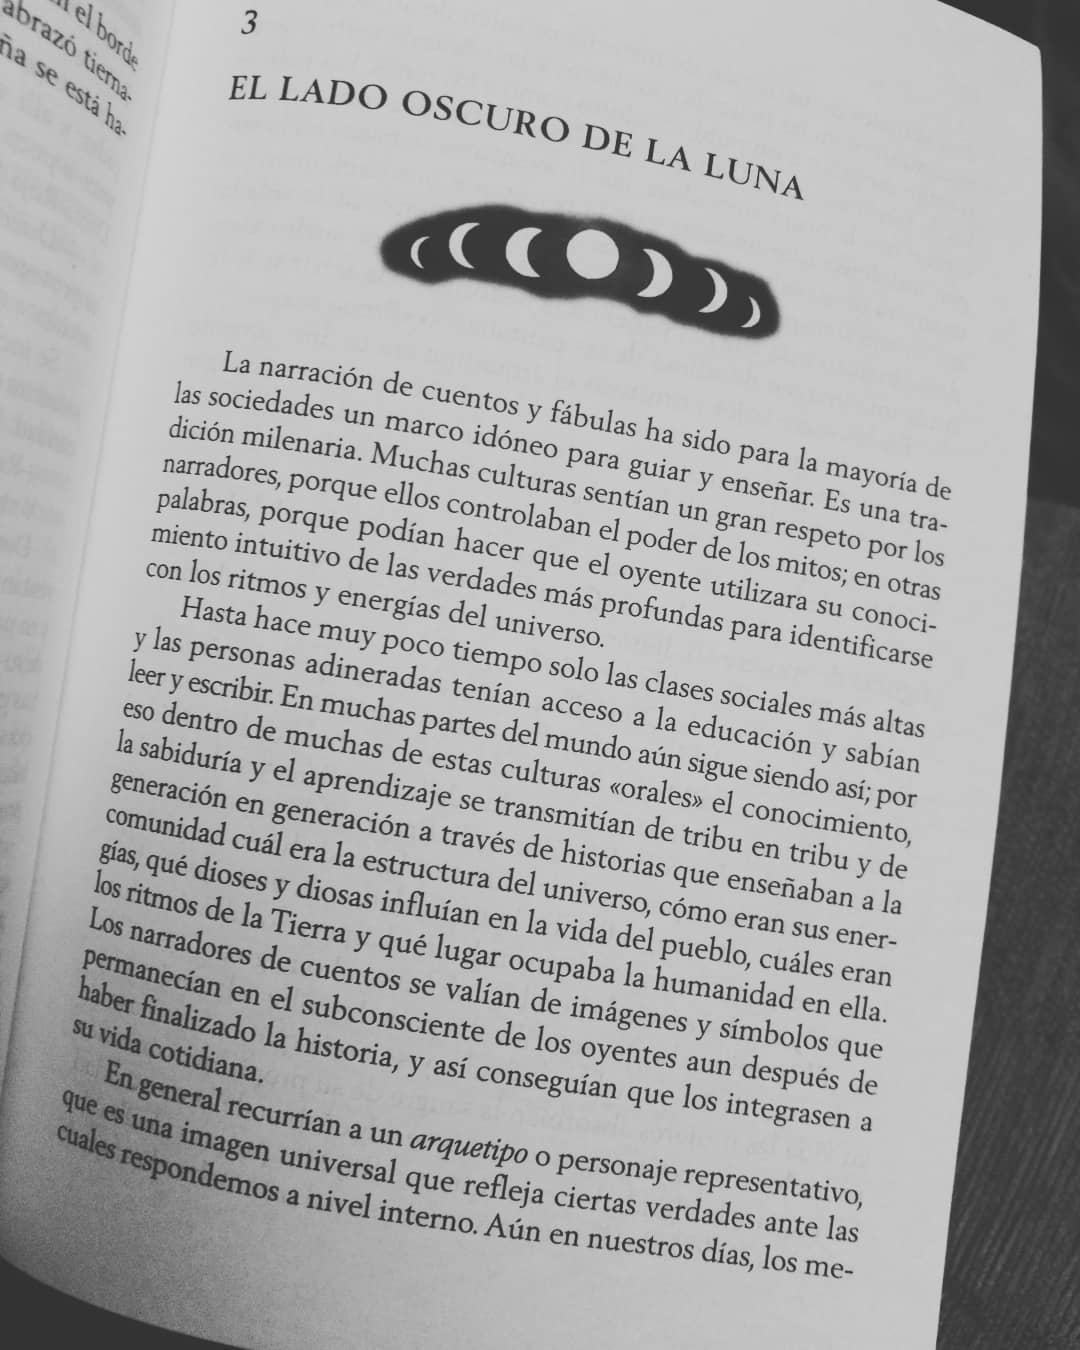 el borde
abrazó tierna-
ña se está ha-
3
EL LADO OSCURO DE LA LUNA
La narración de cuentos y fábulas ha sido para la mayoría de
las sociedades un marco idóneo para guiar y enseñar. Es una tra-
dición milenaria. Muchas culturas sentían un gran respeto por los
narradores, porque ellos controlaban el poder de los mitos; en otras
palabras, porque podían hacer que el oyente utilizara su conoci-
miento intuitivo de las verdades más profundas para identificarse
con los ritmos y energías del universo.
Hasta hace muy poco tiempo solo las clases sociales más altas
y las personas adineradas tenían acceso a la educación y sabían
leer y escribir. En muchas partes del mundo aún sigue siendo así; por
eso dentro de muchas de estas culturas «orales» el conocimiento,
la sabiduría y el aprendizaje se transmitían de tribu en tribu y de
generación en generación a través de historias que enseñaban a la
comunidad cuál era la estructura del universo, cómo eran sus ener-
gías, qué dioses y diosas influían en la vida del pueblo, cuáles eran
los ritmos de la Tierra y qué lugar ocupaba la humanidad en ella.
Los narradores de cuentos se valían de imágenes y símbolos que
permanecían en el subconsciente de los oyentes aun después de
haber finalizado la historia, y así conseguían que los integrasen a
su vida cotidiana.
En general recurrían a un arquetipo o personaje representativo,
que es una imagen universal que refleja ciertas verdades ante las
cuales respondemos a nivel interno. Aún en nuestros días, los me-